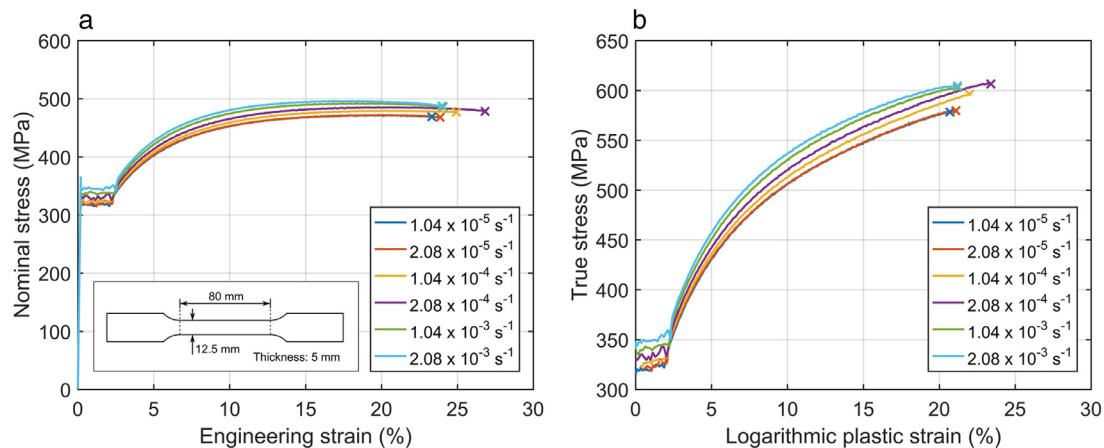 a
600
500
400
300
200
100
0
Nominal stress (MPa)
0 5 10 15 20 25 30
Engineering strain (%)
80 mm
12.5 mm
Thickness: 5 mm
1.04 x 10⁻⁵ s⁻¹
2.08 x 10⁻⁵ s⁻¹
1.04 x 10⁻⁴ s⁻¹
2.08 x 10⁻⁴ s⁻¹
1.04 x 10⁻³ s⁻¹
2.08 x 10⁻³ s⁻¹
b
650
600
550
500
450
400
350
300
True stress (MPa)
0 5 10 15 20 25 30
Logarithmic plastic strain (%)
1.04 x 10⁻⁵ s⁻¹
2.08 x 10⁻⁵ s⁻¹
1.04 x 10⁻⁴ s⁻¹
2.08 x 10⁻⁴ s⁻¹
1.04 x 10⁻³ s⁻¹
2.08 x 10⁻³ s⁻¹